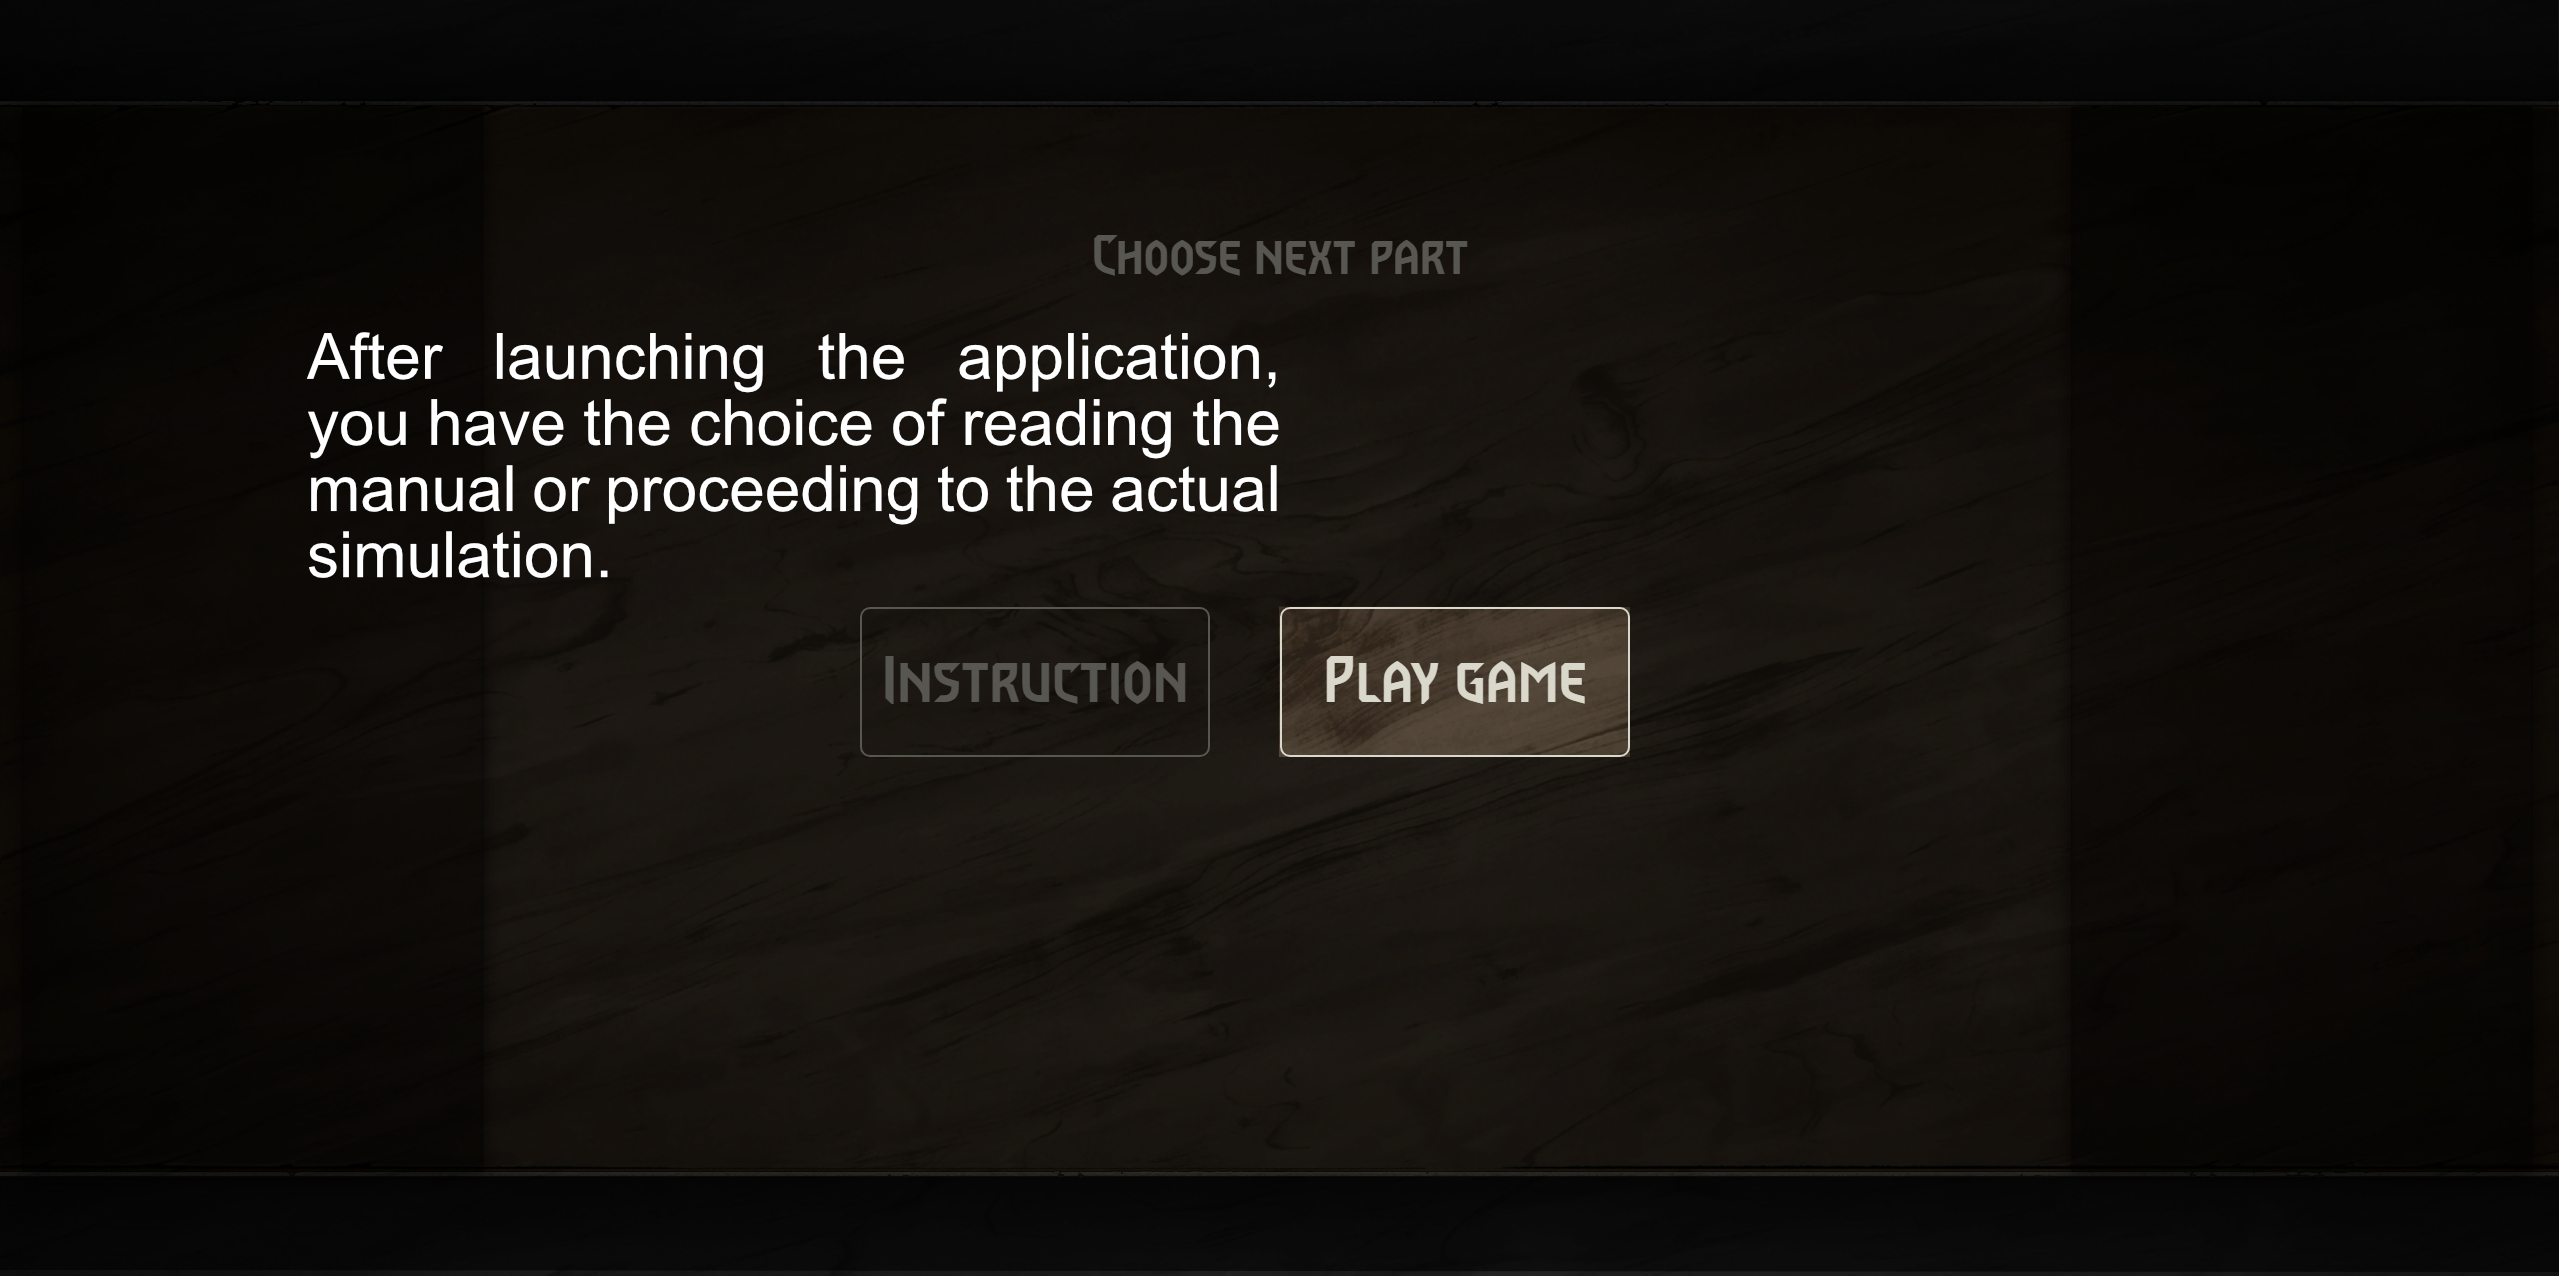 Choose next part
After launching the application,
you have the choice of reading the
manual or proceeding to the actual
simulation.
Instruction
Play game